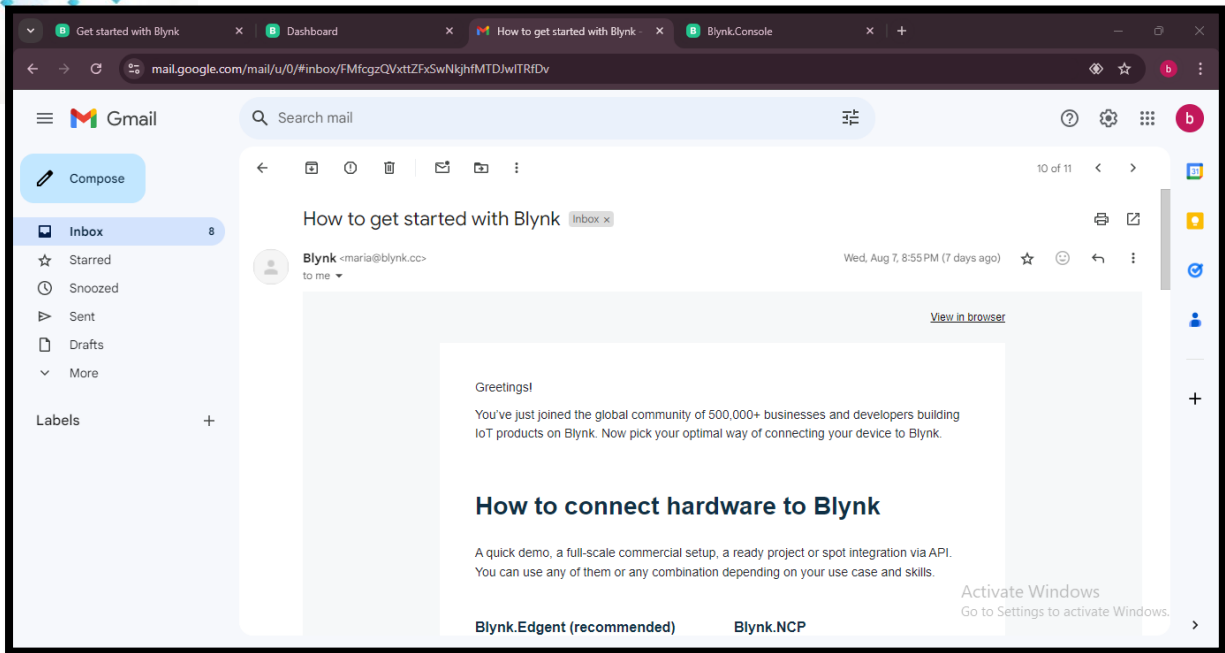 Get started with Blynk
Dashboard
How to get started with Blynk -
Blynk.Console
mail.google.com/mail/u/0/#inbox/FMfcgzQVxttZFxSwNkjhfMTDJwlTRfDv
b
Gmail
Search mail
b
Compose
10 of 11
31
Inbox 8
Starred
Snoozed
Sent
Drafts
More
Labels
How to get started with Blynk Inbox x
Blynk <maria@blynk.cc>
Wed, Aug 7, 8:55 PM (7 days ago)
to me
View in browser
Greetings!
You've just joined the global community of 500,000+ businesses and developers building
IoT products on Blynk. Now pick your optimal way of connecting your device to Blynk.
How to connect hardware to Blynk
A quick demo, a full-scale commercial setup, a ready project or spot integration via API.
You can use any of them or any combination depending on your use case and skills.
Blynk.Edgent (recommended)
Blynk.NCP
Activate Windows
Go to Settings to activate Windows.